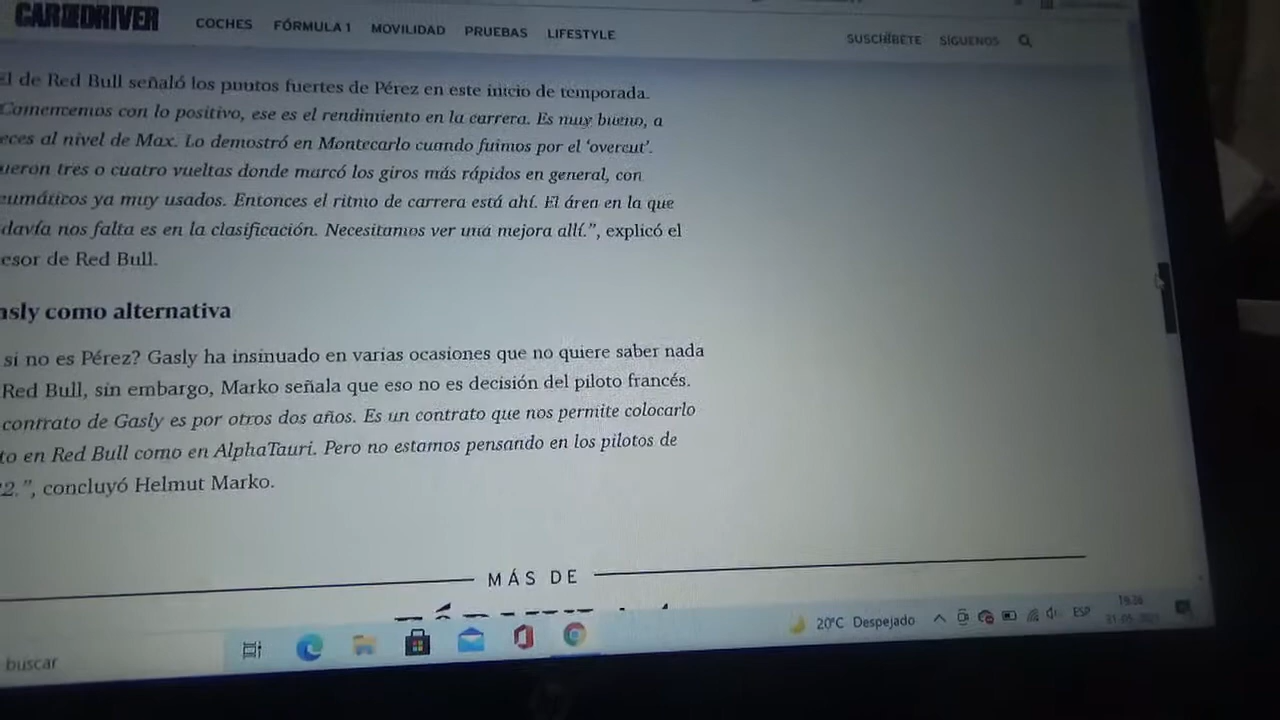 CAR AND DRIVER
COCHES FÓRMULA 1 MOVILIDAD PRUEBAS LIFESTYLE SUSCRÍBETE SÍGUENOS
El de Red Bull señaló los puntos fuertes de Pérez en este inicio de temporada.
Comencemos con lo positivo, ese es el rendimiento en la carrera. Es muy bueno, a
eces al nivel de Max. Lo demostró en Montecarlo cuando fuimos por el 'overcut'.
ueron tres o cuatro vueltas donde marcó los giros más rápidos en general, con
eumáticos ya muy usados. Entonces el ritmo de carrera está ahí. El área en la que
davía nos falta es en la clasificación. Necesitamos ver una mejora allí.”, explicó el
esor de Red Bull.
asly como alternativa
si no es Pérez? Gasly ha insinuado en varias ocasiones que no quiere saber nada
Red Bull, sin embargo, Marko señala que eso no es decisión del piloto francés.
contrato de Gasly es por otros dos años. Es un contrato que nos permite colocarlo
to en Red Bull como en AlphaTauri. Pero no estamos pensando en los pilotos de
2.”, concluyó Helmut Marko.
MÁS DE
buscar
20°C Despejado ESP